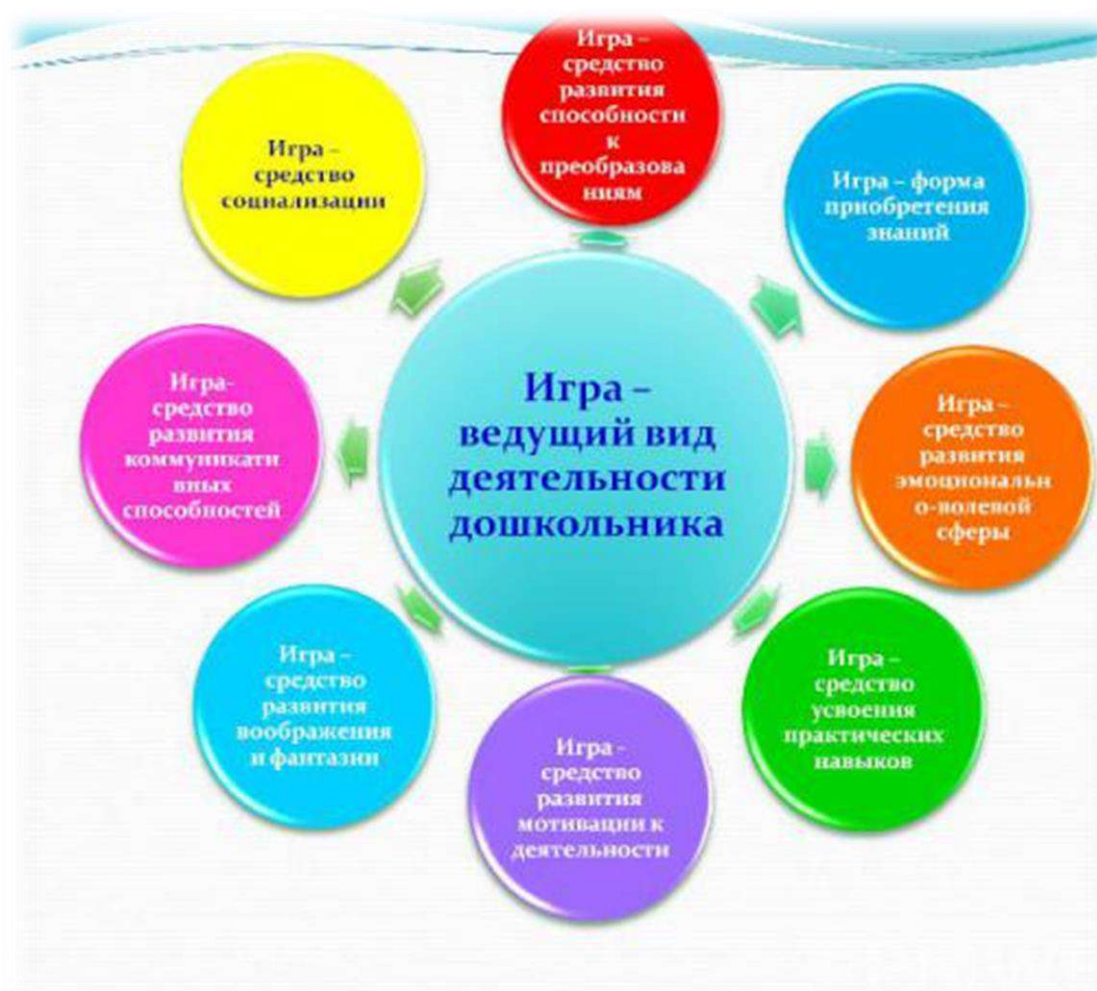 Игра –
средство
развития
способности
к
преобразова
ниям
Игра – форма
приобретения
знаний
Игра –
средство
развития
эмоциональн
о-волевой
сферы
Игра –
средство
усвоения
практических
навыков
Игра -
средство
развития
мотивации к
деятельности
Игра –
средство
развития
воображения
и фантазии
Игра-
средство
развития
коммуникати
вных
способностей
Игра –
средство
социализации
Игра –
ведущий вид
деятельности
дошкольника